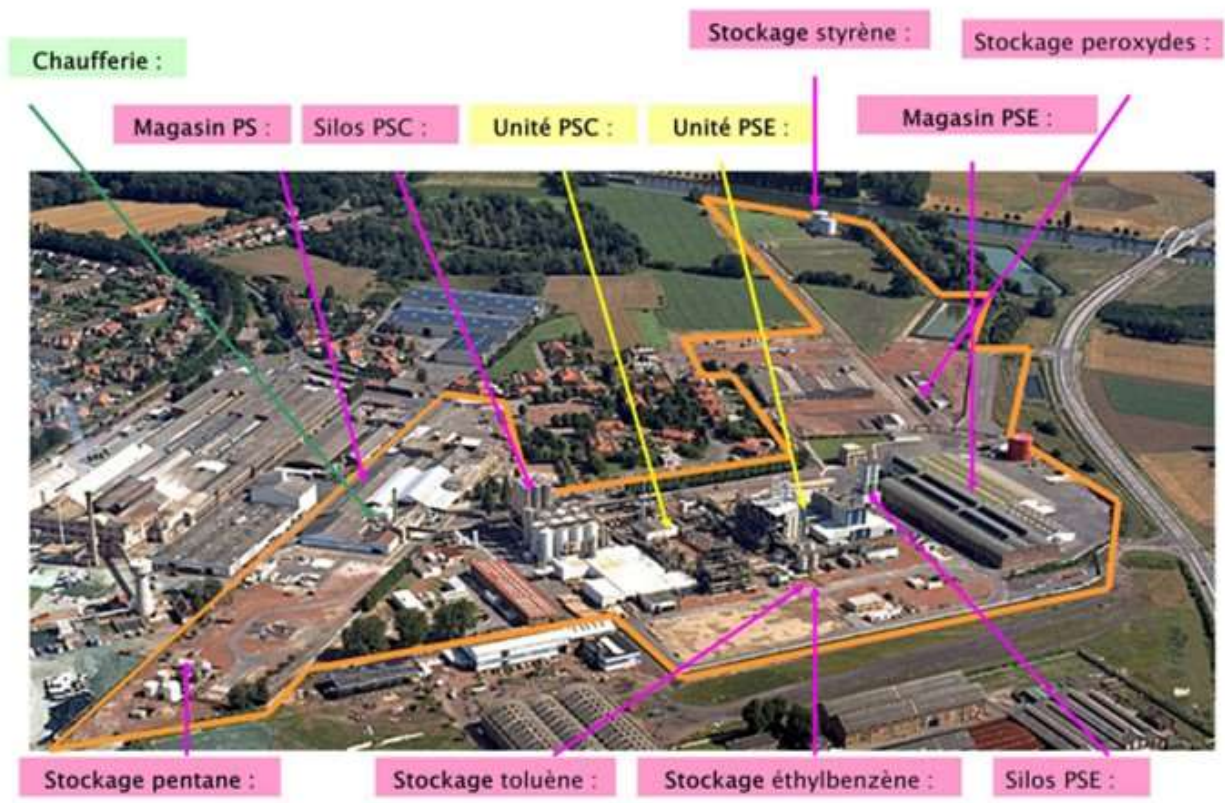 Stockage styrène :
Stockage peroxydes :
Chaufferie :
Magasin PS :
Silos PSC :
Unité PSC :
Unité PSE :
Magasin PSE :
Stockage pentane :
Stockage toluène :
Stockage éthylbenzène :
Silos PSE :